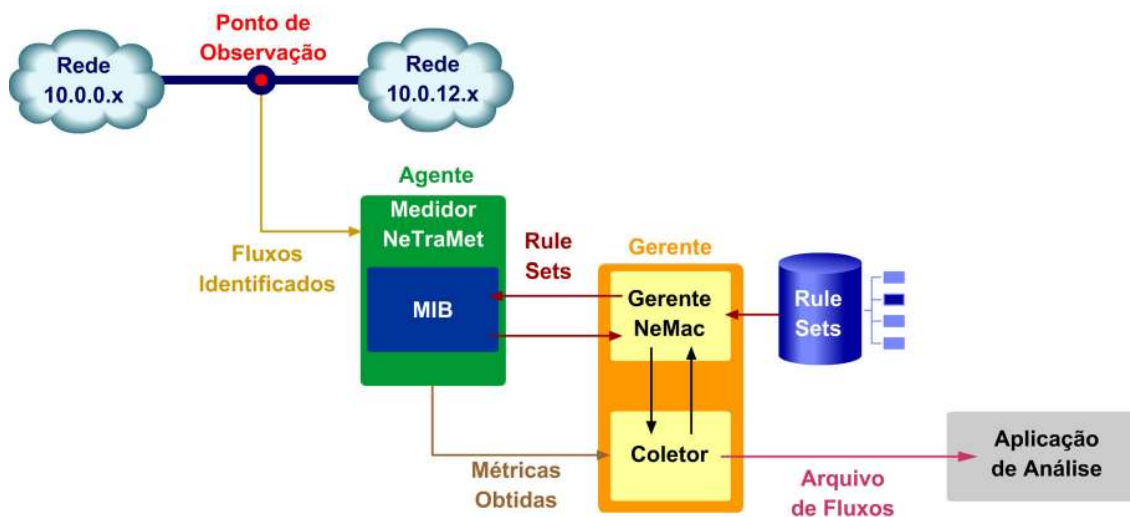 Ponto de
Observação
Rede
10.0.0.x
Rede
10.0.12.x
Agente
Medidor
NeTraMet
Fluxos
Identificados
MIB
Rule
Sets
Gerente
Gerente
NeMac
Rule
Sets
Coletor
Métricas
Obtidas
Arquivo
de Fluxos
Aplicação
de Análise